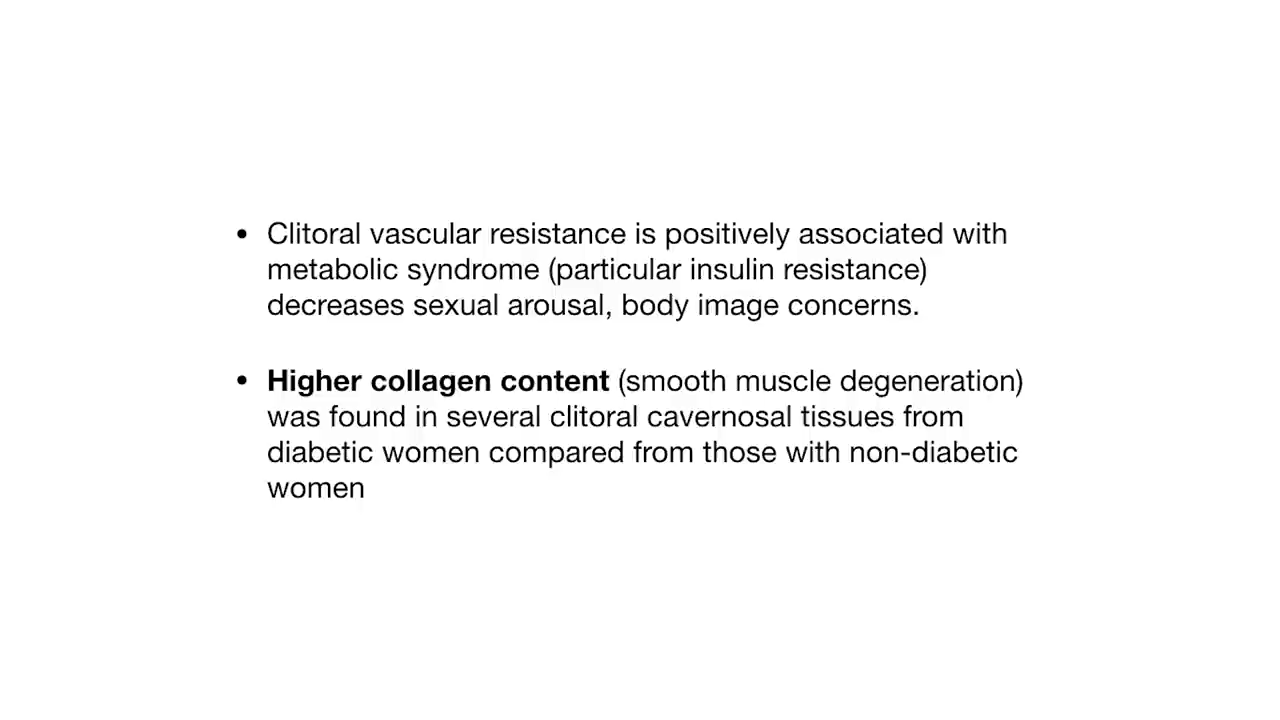 • Clitoral vascular resistance is positively associated with
metabolic syndrome (particular insulin resistance)
decreases sexual arousal, body image concerns.
• Higher collagen content (smooth muscle degeneration)
was found in several clitoral cavernosal tissues from
diabetic women compared from those with non-diabetic
women